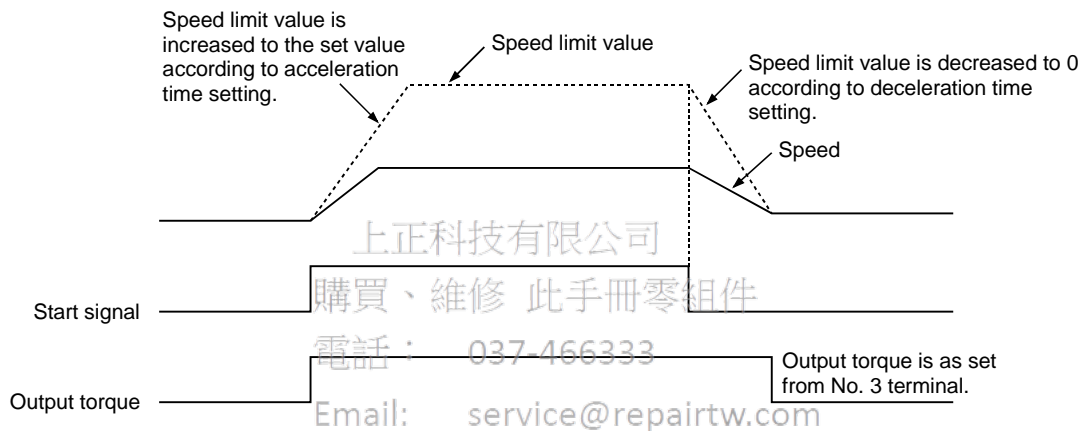 Speed limit value is
increased to the set value
according to acceleration
time setting.
Speed limit value
Speed limit value is decreased to 0
according to deceleration time
setting.
Speed
上正科技有限公司
購買、維修 此手冊零組件
Start signal
電話： 037-466333
Output torque is as set
from No. 3 terminal.
Output torque
Email: service@repairtw.com